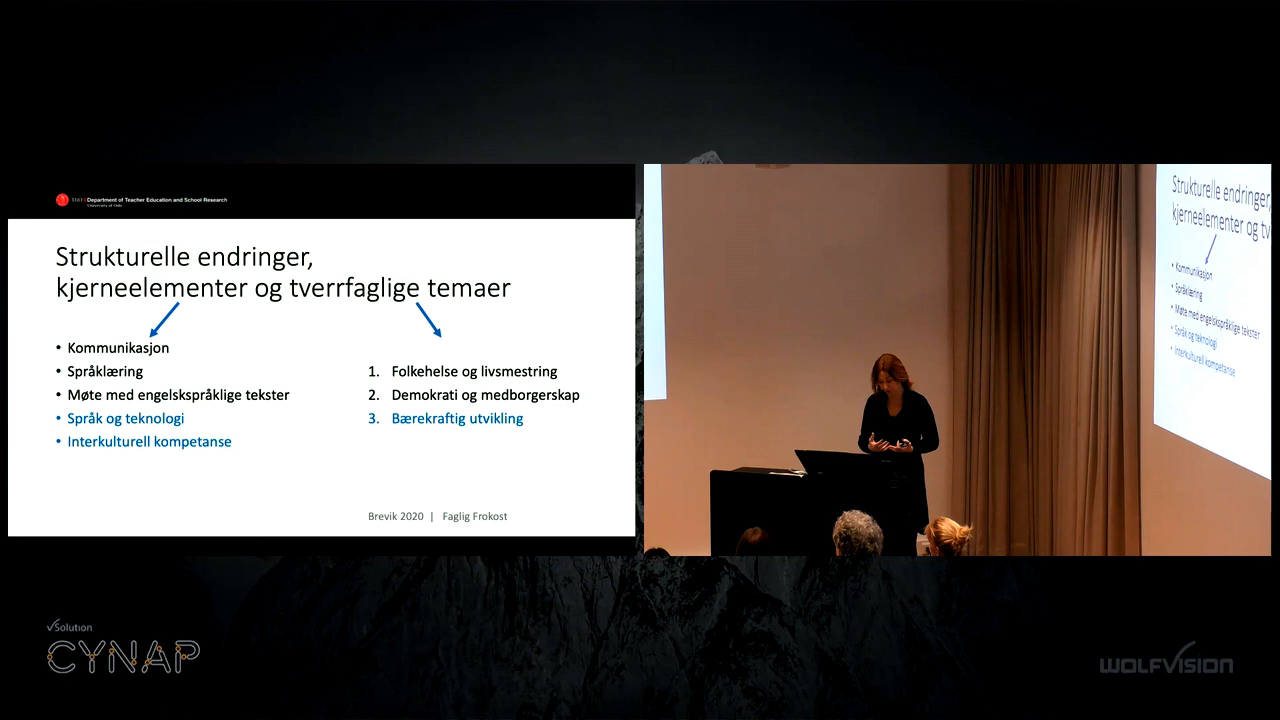 Department of Teacher Education and School Research
University of Oslo
Strukturelle endringer,
kjerneelementer og tverrfaglige temaer
• Kommunikasjon
• Språklæring
• Møte med engelskspråklige tekster
• Språk og teknologi
• Interkulturell kompetanse
1. Folkehelse og livsmestring
2. Demokrati og medborgerskap
3. Bærekraftig utvikling
Brevik 2020 | Faglig Frokost
Strukturelle endringer,
kjerneelementer og tv
• Kommunikasjon
• Språklæring
• Møte med engelskspråklige tekster
• Språk og teknologi
• Interkulturell kompetanse
vSolution
CYNAP
WOLFVISION